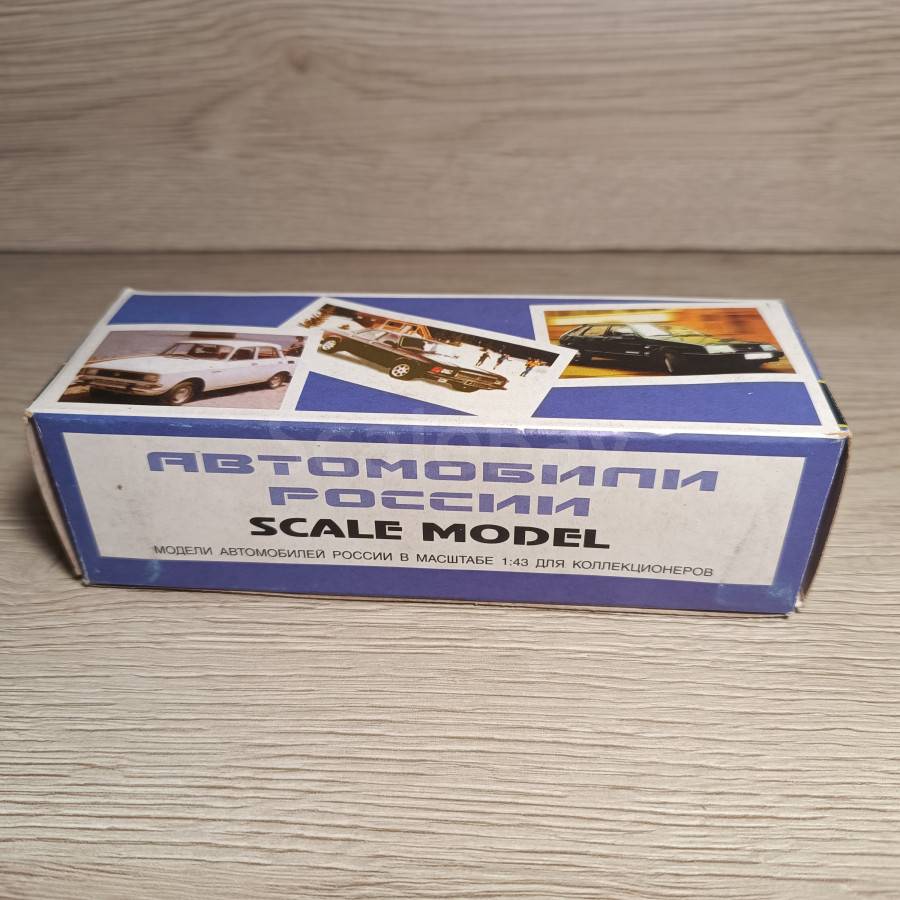 АВТОМОБИЛИ
РОССИИ
SCALE MODEL
МОДЕЛИ АВТОМОБИЛЕЙ РОССИИ В МАСШТАБЕ 1:43 ДЛЯ КОЛЛЕКЦИОНЕРОВ